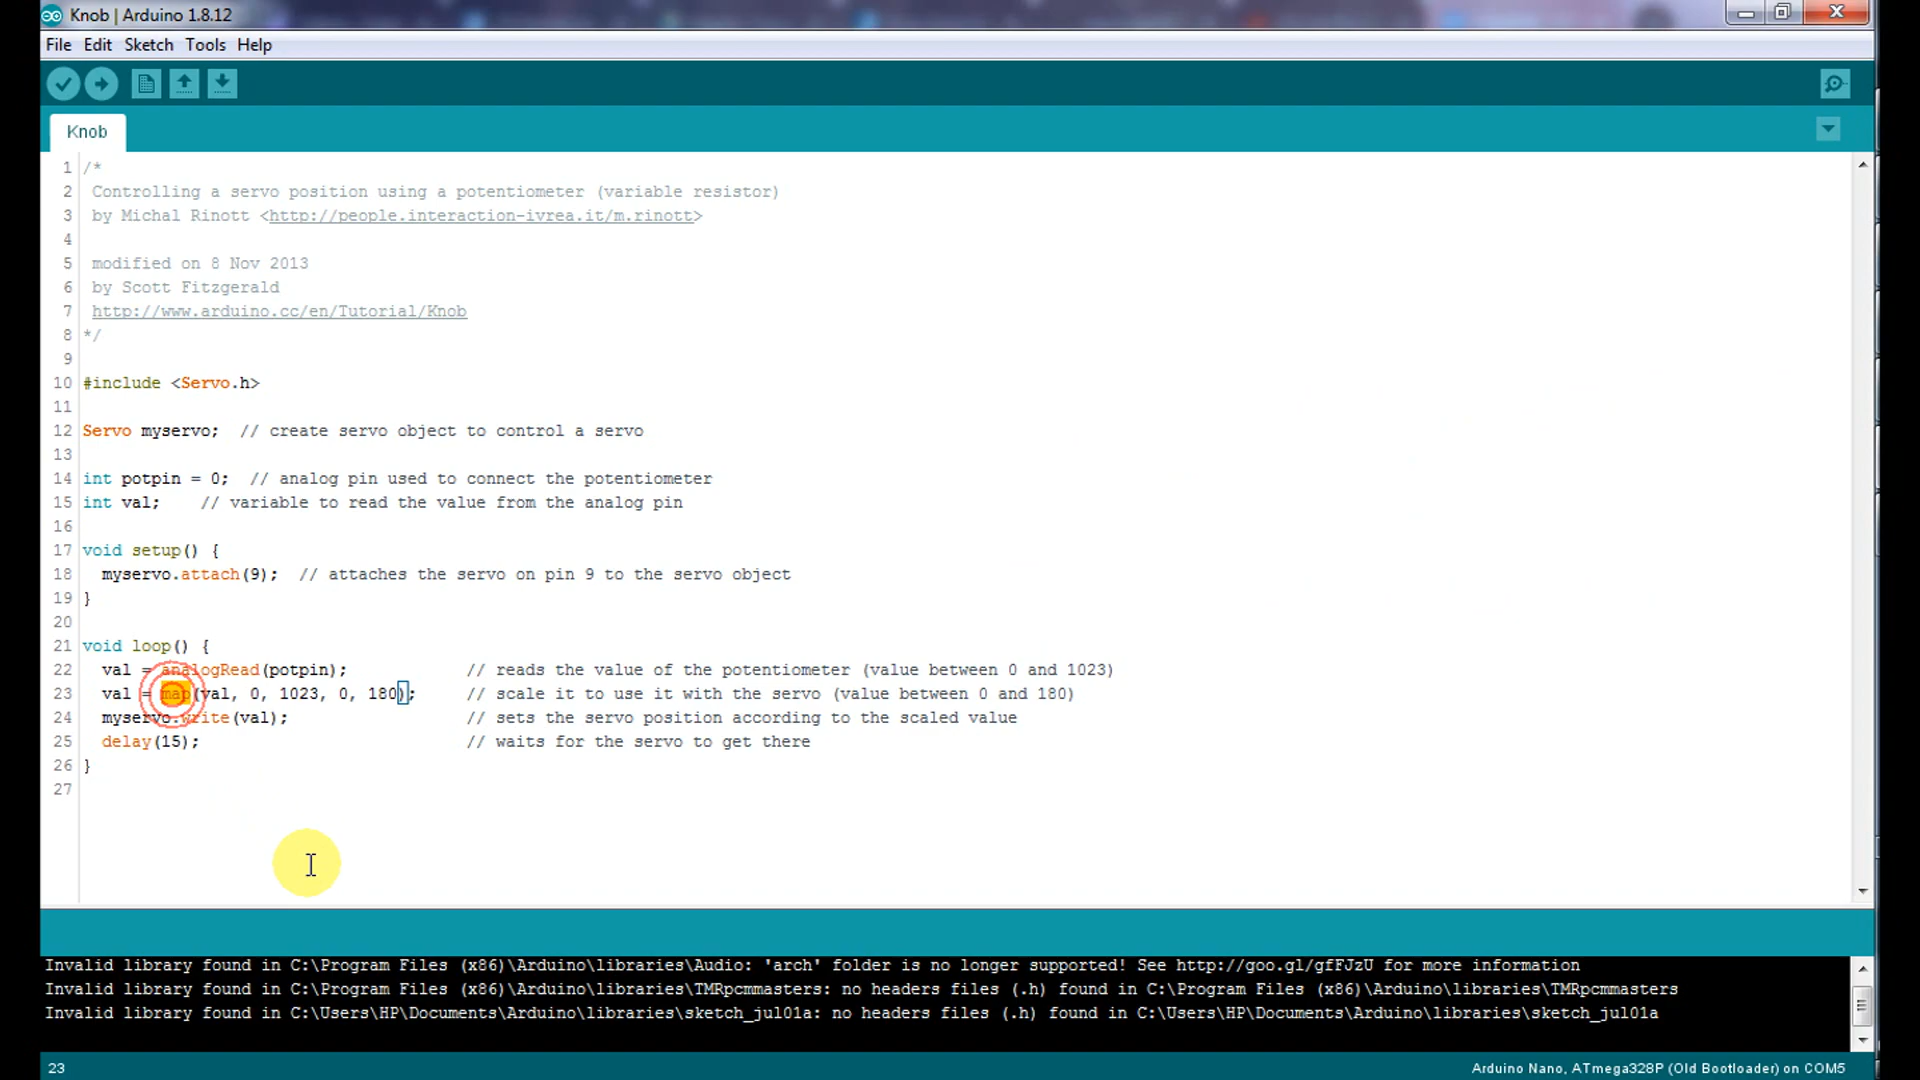 Knob | Arduino 1.8.12
File Edit Sketch Tools Help
Knob
1 /*
2 Controlling a servo position using a potentiometer (variable resistor)
3 by Michal Rinott <http://people.interaction-ivrea.it/m.rinott>
4
5 modified on 8 Nov 2013
6 by Scott Fitzgerald
7 http://www.arduino.cc/en/Tutorial/Knob
8 */
9
10 #include <Servo.h>
11
12 Servo myservo;  // create servo object to control a servo
13
14 int potpin = 0;  // analog pin used to connect the potentiometer
15 int val;    // variable to read the value from the analog pin
16
17 void setup() {
18   myservo.attach(9);  // attaches the servo on pin 9 to the servo object
19 }
20
21 void loop() {
22   val = analogRead(potpin);            // reads the value of the potentiometer (value between 0 and 1023)
23   val = map(val, 0, 1023, 0, 180);     // scale it to use it with the servo (value between 0 and 180)
24   myservo.write(val);                  // sets the servo position according to the scaled value
25   delay(15);                           // waits for the servo to get there
26 }
27
Invalid library found in C:\Program Files (x86)\Arduino\libraries\Audio: 'arch' folder is no longer supported! See http://goo.gl/gfFJzU for more information
Invalid library found in C:\Program Files (x86)\Arduino\libraries\TMRpcmmasters: no headers files (.h) found in C:\Program Files (x86)\Arduino\libraries\TMRpcmmasters
Invalid library found in C:\Users\HP\Documents\Arduino\libraries\sketch_jul01a: no headers files (.h) found in C:\Users\HP\Documents\Arduino\libraries\sketch_jul01a
23 Arduino Nano, ATmega328P (Old Bootloader) on COM5